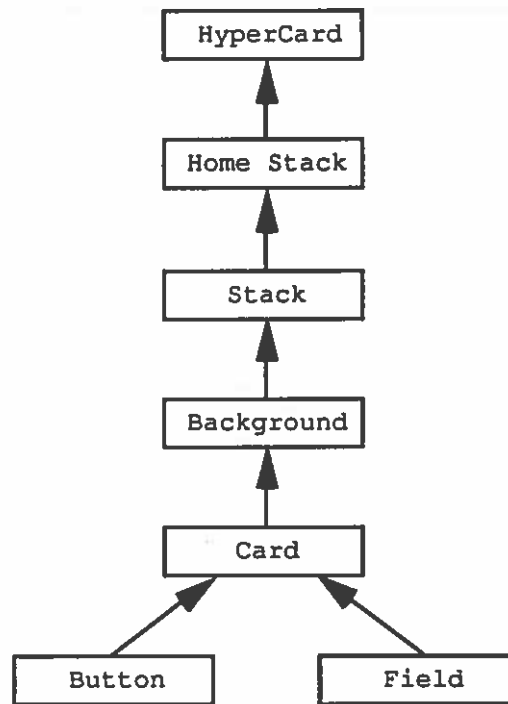 HyperCard
Home Stack
Stack
Background
Card
Button
Field